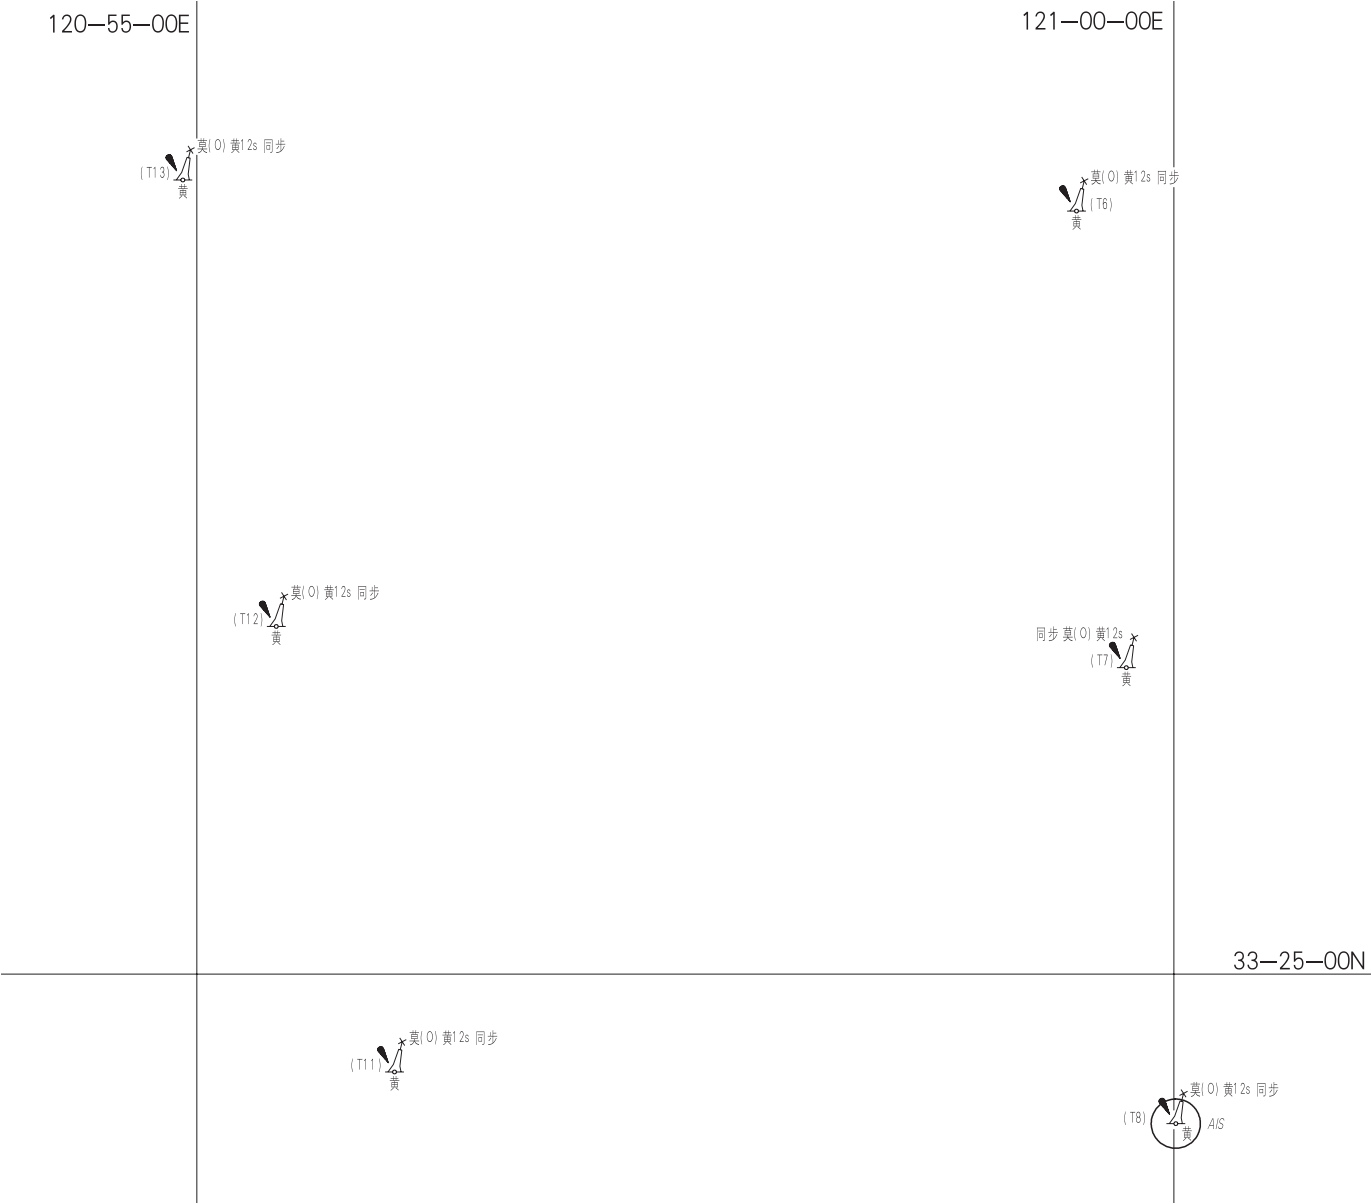 120-55-00E
121-00-00E
莫(O) 黄12s 同步
(T13)
黄
莫(O) 黄12s 同步
(T6)
黄
莫(O) 黄12s 同步
(T12)
黄
同步 莫(O) 黄12s
(T7)
黄
33-25-00N
莫(O) 黄12s 同步
(T11)
黄
莫(O) 黄12s 同步
(T8)
AIS
黄